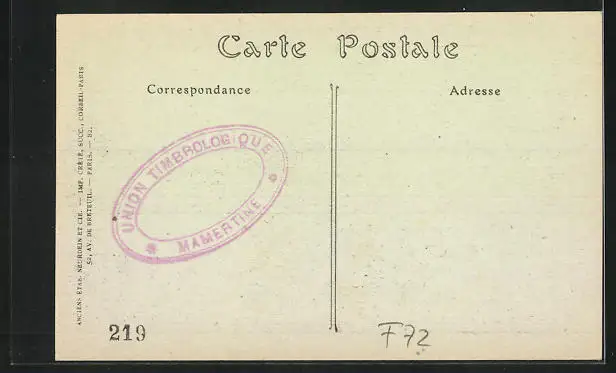 Carte Postale
Correspondance
Adresse
ANCIENS ÉTAB. NEURDEIN ET CIE. — IMP. CRÉTÉ, SUCC., CORBEIL-PARIS
52, AV. DE BRETEUIL. — PARIS. — 82.
UNION TIMBROLOGIQUE
MAMERTINE
219
F72